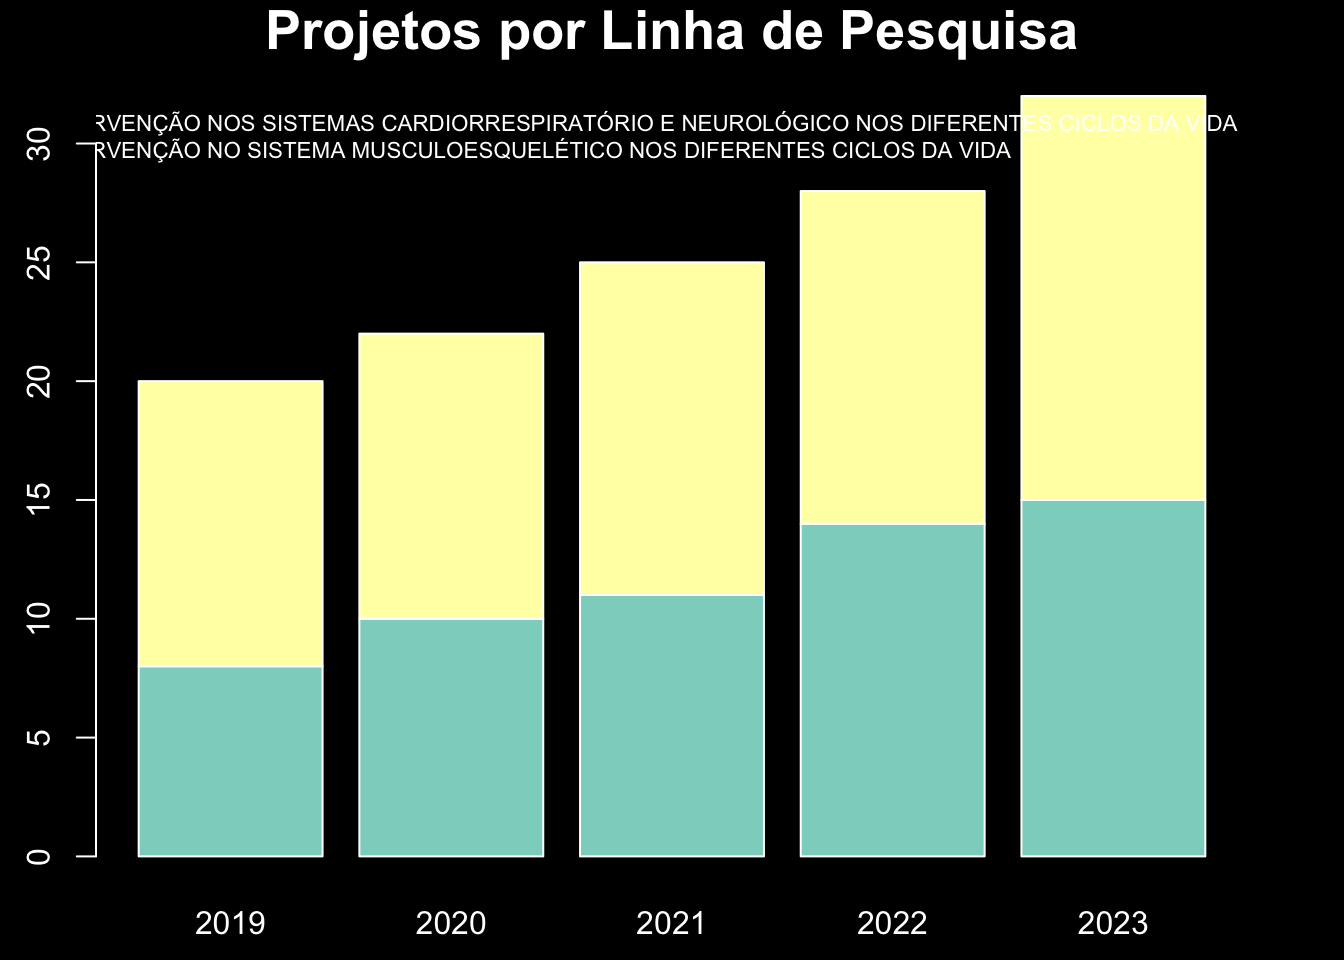 Projetos por Linha de Pesquisa
RVENÇÃO NOS SISTEMAS CARDIORRESPIRATÓRIO E NEUROLÓGICO NOS DIFERENTES CICLOS DA VIDA
RVENÇÃO NO SISTEMA MUSCULOESQUELÉTICO NOS DIFERENTES CICLOS DA VIDA
30
25
20
15
10
5
0
2019 2020 2021 2022 2023